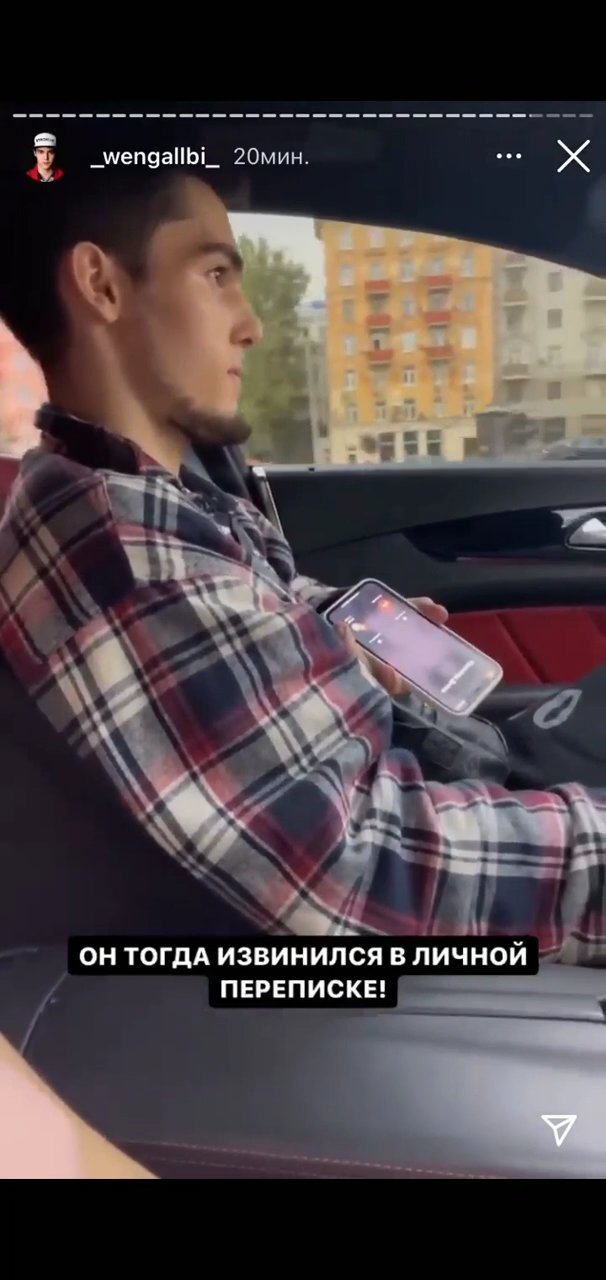 _wengallbi_ 20мин.
ОН ТОГДА ИЗВИНИЛСЯ В ЛИЧНОЙ
ПЕРЕПИСКЕ!